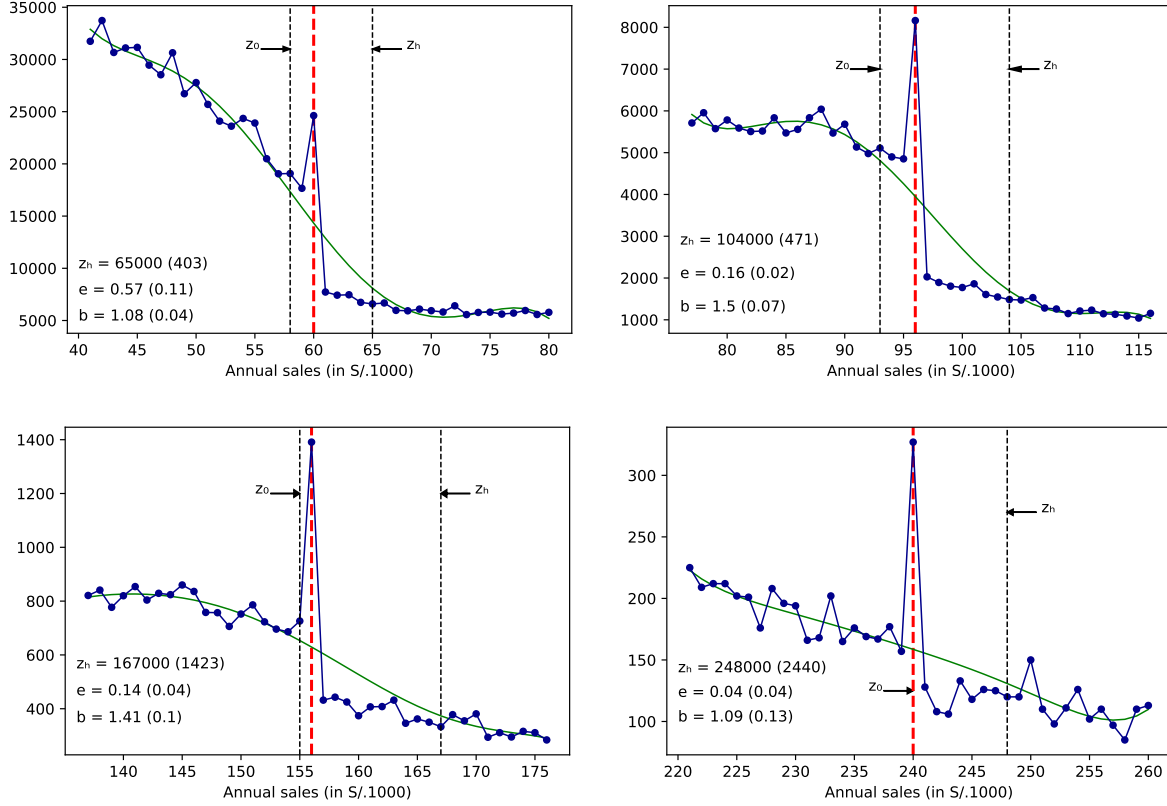 35000
30000
25000
20000
15000
10000
5000
z₀
zₕ
zₕ = 65000 (403)
e = 0.57 (0.11)
b = 1.08 (0.04)
40 45 50 55 60 65 70 75 80
Annual sales (in S/.1000)
8000
7000
6000
5000
4000
3000
2000
1000
z₀
zₕ
zₕ = 104000 (471)
e = 0.16 (0.02)
b = 1.5 (0.07)
80 85 90 95 100 105 110 115
Annual sales (in S/.1000)
1400
1200
1000
800
600
400
z₀
zₕ
zₕ = 167000 (1423)
e = 0.14 (0.04)
b = 1.41 (0.1)
140 145 150 155 160 165 170 175
Annual sales (in S/.1000)
300
250
200
150
100
zₕ
z₀
zₕ = 248000 (2440)
e = 0.04 (0.04)
b = 1.09 (0.13)
220 225 230 235 240 245 250 255 260
Annual sales (in S/.1000)